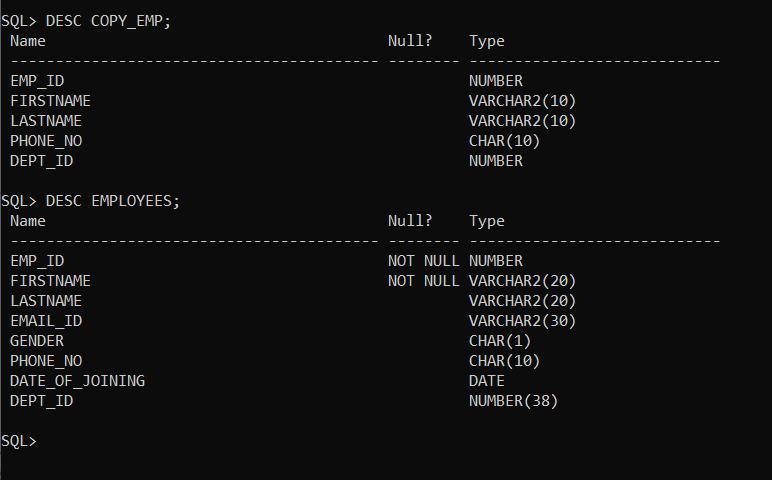 SQL> DESC COPY_EMP;
 Name                                      Null?    Type
 ----------------------------------------- -------- ----------------------------
 EMP_ID                                             NUMBER
 FIRSTNAME                                          VARCHAR2(10)
 LASTNAME                                           VARCHAR2(10)
 PHONE_NO                                           CHAR(10)
 DEPT_ID                                            NUMBER

SQL> DESC EMPLOYEES;
 Name                                      Null?    Type
 ----------------------------------------- -------- ----------------------------
 EMP_ID                                    NOT NULL NUMBER
 FIRSTNAME                                 NOT NULL VARCHAR2(20)
 LASTNAME                                           VARCHAR2(20)
 EMAIL_ID                                           VARCHAR2(30)
 GENDER                                             CHAR(1)
 PHONE_NO                                           CHAR(10)
 DATE_OF_JOINING                                    DATE
 DEPT_ID                                            NUMBER(38)

SQL>